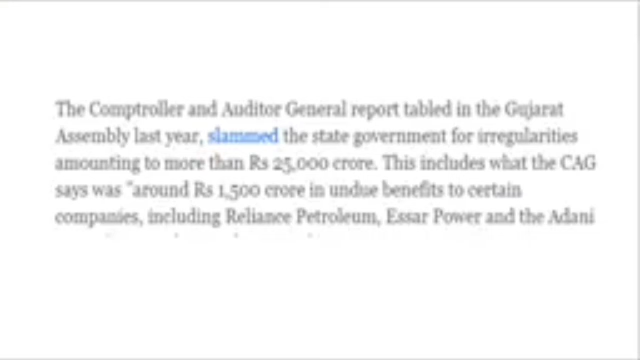 The Comptroller and Auditor General report tabled in the Gujarat
Assembly last year, slammed the state government for irregularities
amounting to more than Rs 25,000 crore. This includes what the CAG
says was "around Rs 1,500 crore in undue benefits to certain
companies, including Reliance Petroleum, Essar Power and the Adani